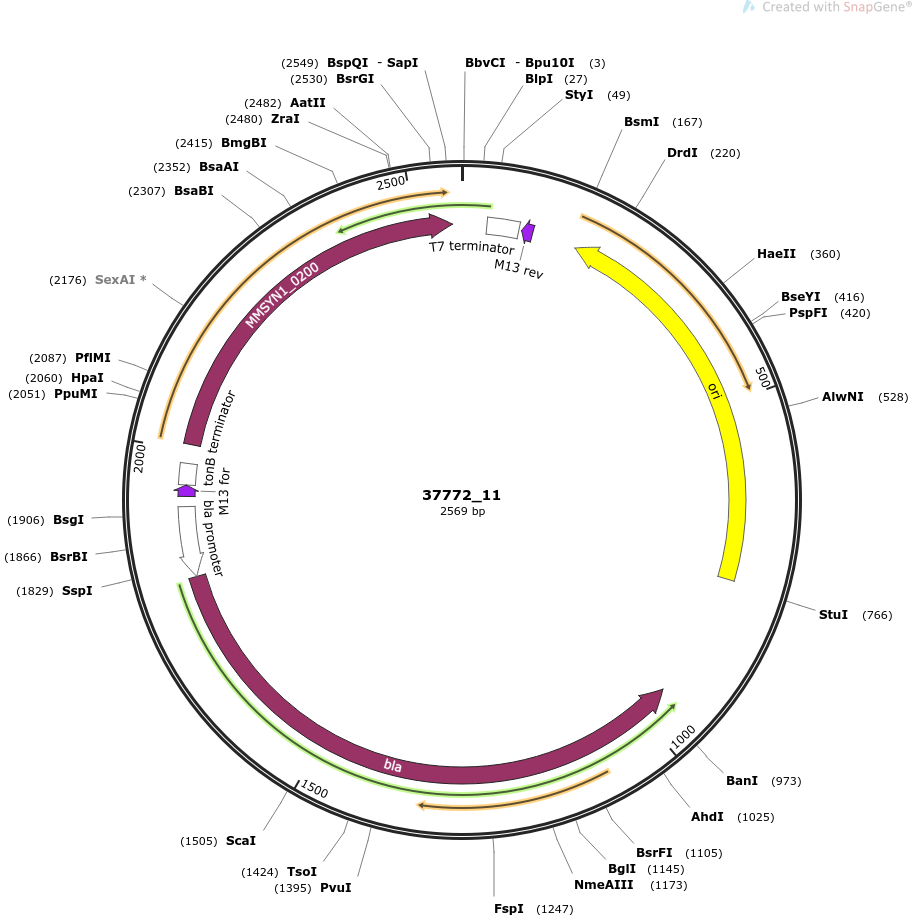 Created with SnapGene®
(2549) BspQI - SapI
(2530) BsrGI
(2482) AatII
(2480) ZraI
(2415) BmgBI
(2352) BsaAI
(2307) BsaBI
(2176) SexAI *
(2087) PflMI
(2060) HpaI
(2051) PpuMI
(1906) BsgI
(1866) BsrBI
(1829) SspI
(1505) ScaI
(1424) TsoI
(1395) PvuI
BbvCI - Bpu10I (3)
BlpI (27)
StyI (49)
BsmI (167)
DrdI (220)
HaeII (360)
BseYI (416)
PspFI (420)
AlwNI (528)
StuI (766)
BanI (973)
AhdI (1025)
BsrFI (1105)
BglI (1145)
NmeAIII (1173)
FspI (1247)
2500
2000
1500
1000
500
T7 terminator
M13 rev
MMSYN1_0200
ori
tonB terminator
M13 for
bla promoter
bla
37772_11
2569 bp